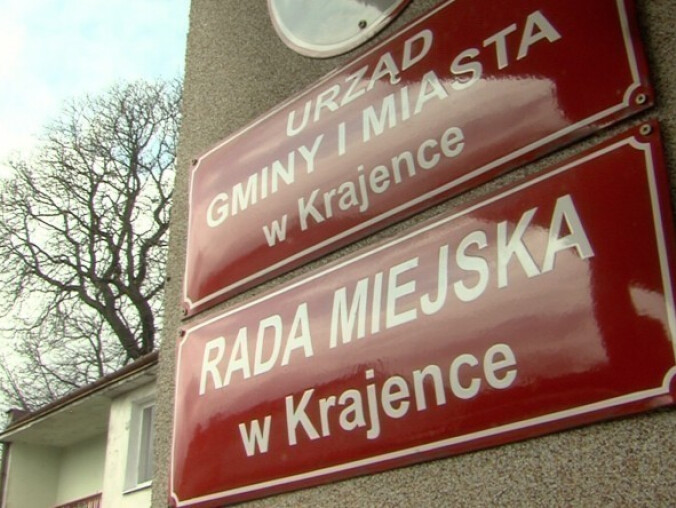 URZĄD
GMINY I MIASTA
w Krajence
RADA MIEJSKA
w Krajence